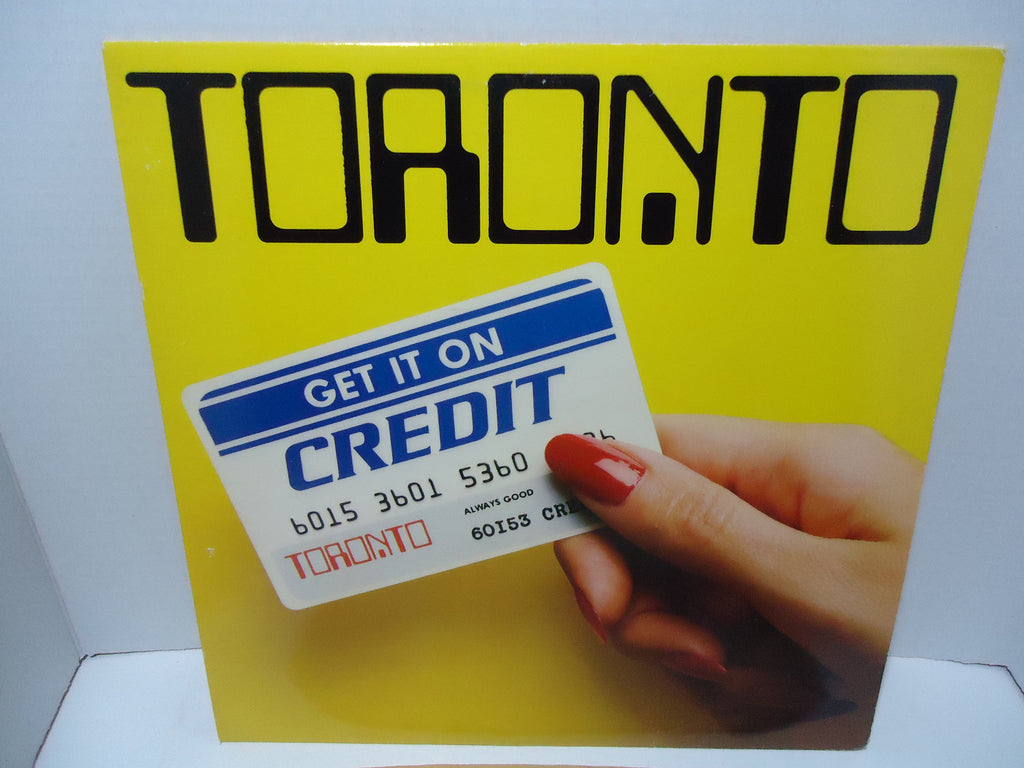 TORONTO
GET IT ON
CREDIT
6015 3601 5360
ALWAYS GOOD
TORONTO
60153